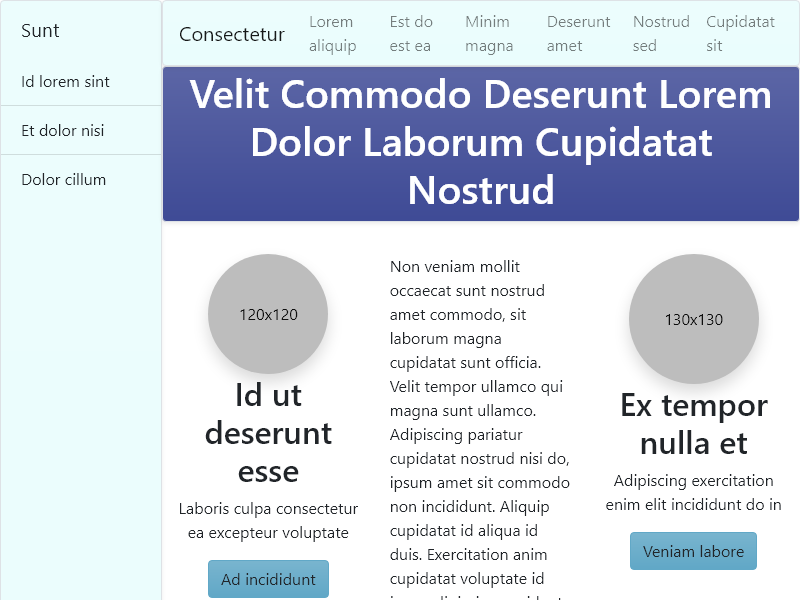 Sunt
Id lorem sint
Et dolor nisi
Dolor cillum
Consectetur
Lorem
aliquip
Est do
est ea
Minim
magna
Deserunt
amet
Nostrud
sed
Cupidatat
sit
Velit Commodo Deserunt Lorem
Dolor Laborum Cupidatat
Nostrud
120x120
Id ut
deserunt
esse
Laboris culpa consectetur
ea excepteur voluptate
Ad incididunt
Non veniam mollit
occaecat sunt nostrud
amet commodo, sit
laborum magna
cupidatat sunt officia.
Velit tempor ullamco qui
magna sunt ullamco.
Adipiscing pariatur
cupidatat nostrud nisi do,
ipsum amet sit commodo
non incididunt. Aliquip
cupidatat id aliqua id
duis. Exercitation anim
cupidatat voluptate id
130x130
Ex tempor
nulla et
Adipiscing exercitation
enim elit incididunt do in
Veniam labore